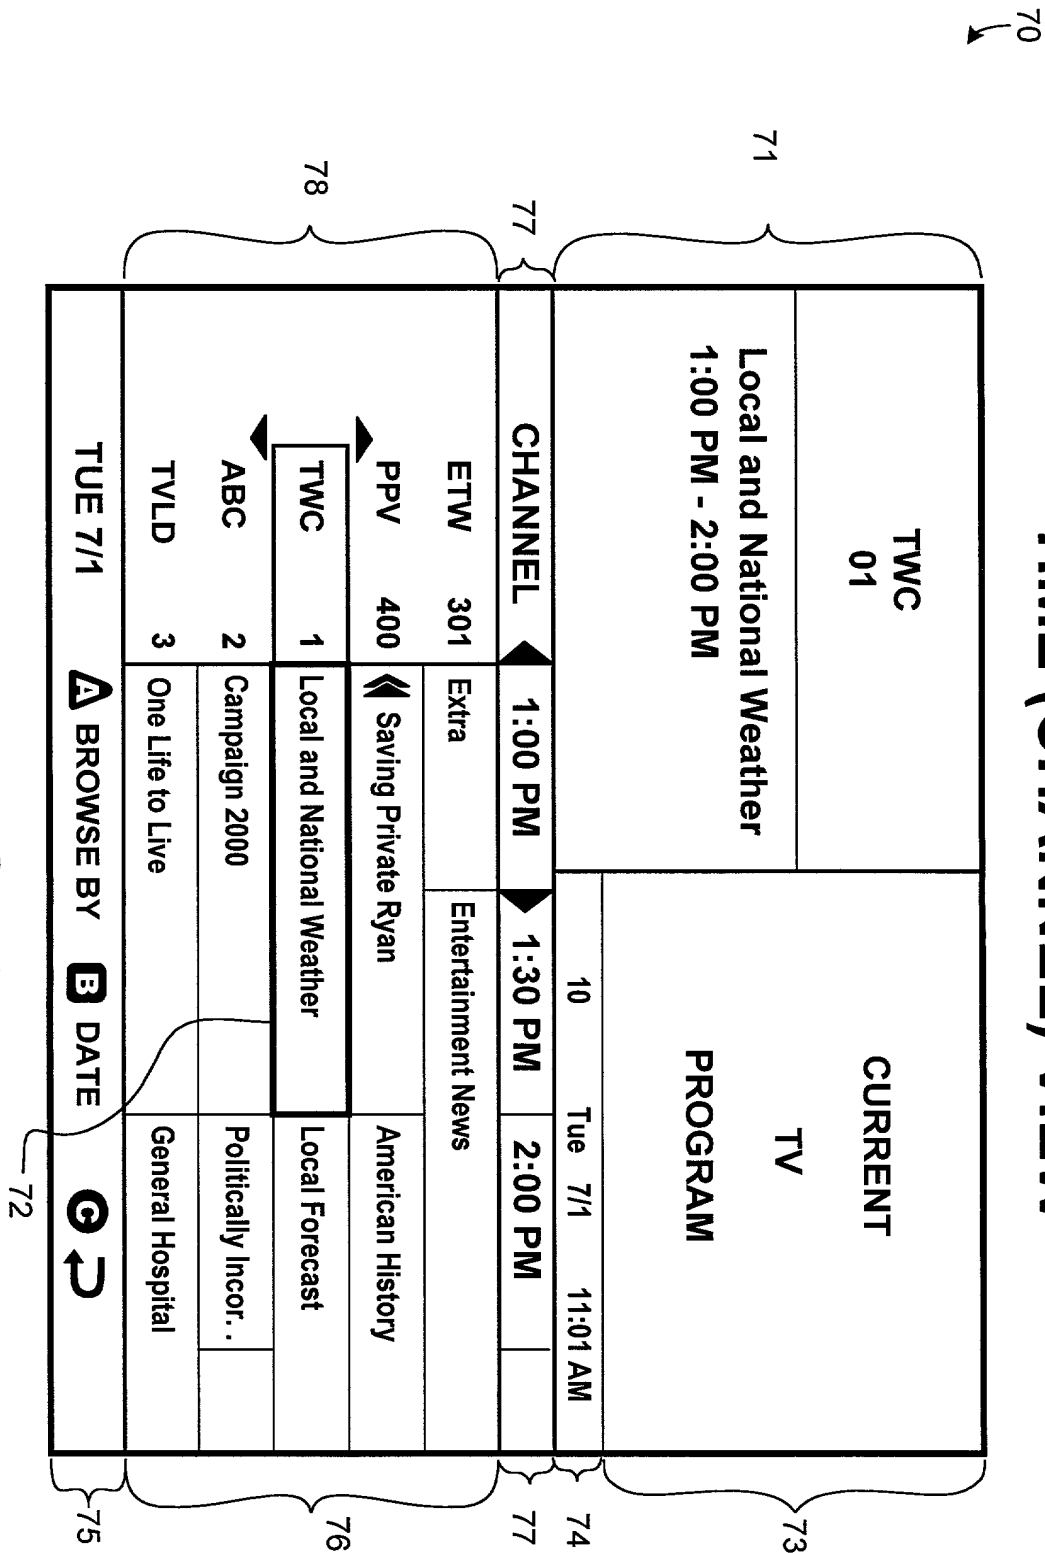 70
71
TWC
01
Local and National Weather
1:00 PM - 2:00 PM
CURRENT
TV
PROGRAM
73
10 Tue 7/1 11:01 AM
74
77
CHANNEL 1:00 PM 1:30 PM 2:00 PM
77
78
ETW 301 Extra Entertainment News
PPV 400 Saving Private Ryan American History
TWC 1 Local and National Weather Local Forecast
ABC 2 Campaign 2000 Politically Incor. .
TVLD 3 One Life to Live General Hospital
76
TUE 7/1 A BROWSE BY B DATE C
75
72